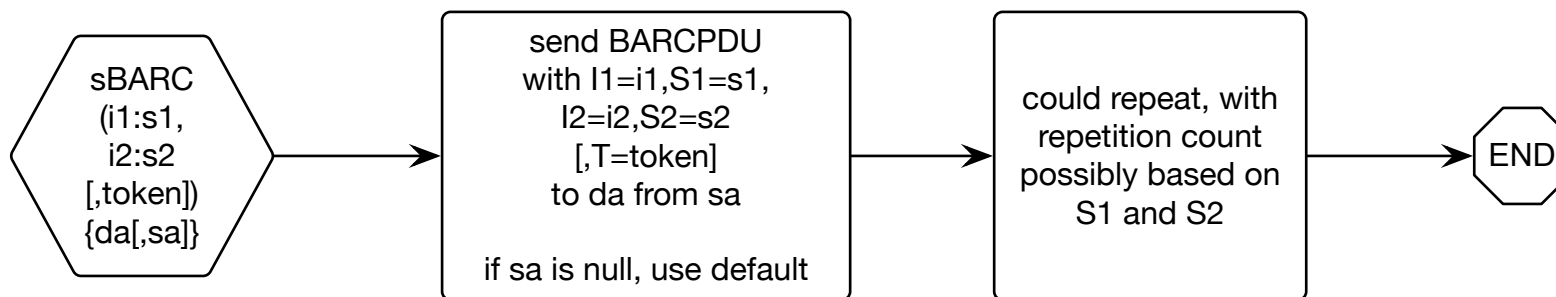 sBARC
(i1:s1,
i2:s2
[,token])
{da[,sa]}
send BARCPDU
with I1=i1,S1=s1,
I2=i2,S2=s2
[,T=token]
to da from sa
if sa is null, use default
could repeat, with
repetition count
possibly based on
S1 and S2
END